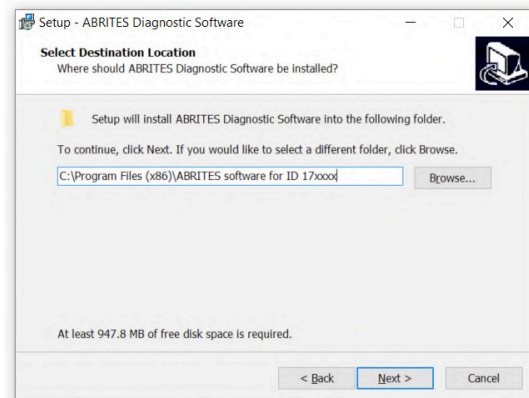 Setup - ABRITES Diagnostic Software
Select Destination Location
Where should ABRITES Diagnostic Software be installed?
Setup will install ABRITES Diagnostic Software into the following folder.
To continue, click Next. If you would like to select a different folder, click Browse.
C:\Program Files (x86)\ABRITES software for ID 17xxxx
Browse...
At least 947.8 MB of free disk space is required.
< Back Next > Cancel